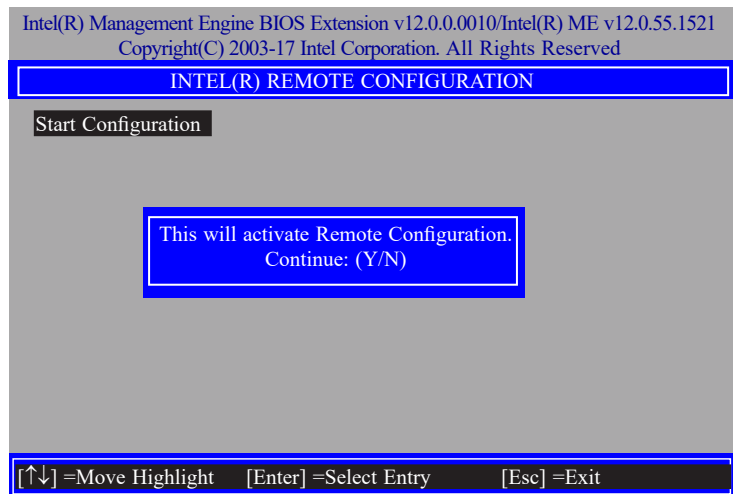 Intel(R) Management Engine BIOS Extension v12.0.0.0010/Intel(R) ME v12.0.55.1521
Copyright(C) 2003-17 Intel Corporation. All Rights Reserved
INTEL(R) REMOTE CONFIGURATION
Start Configuration
This will activate Remote Configuration.
Continue: (Y/N)
[↑↓] =Move Highlight [Enter] =Select Entry [Esc] =Exit